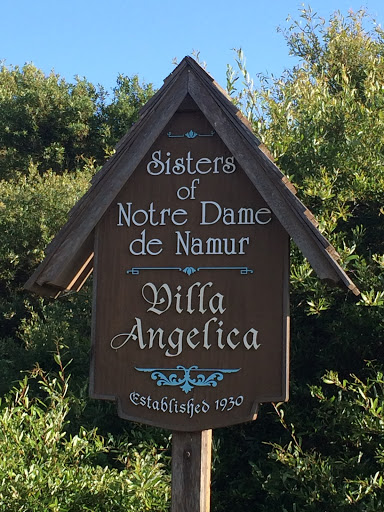 Sisters
of
Notre Dame
de Namur
Villa
Angelica
Established 1930